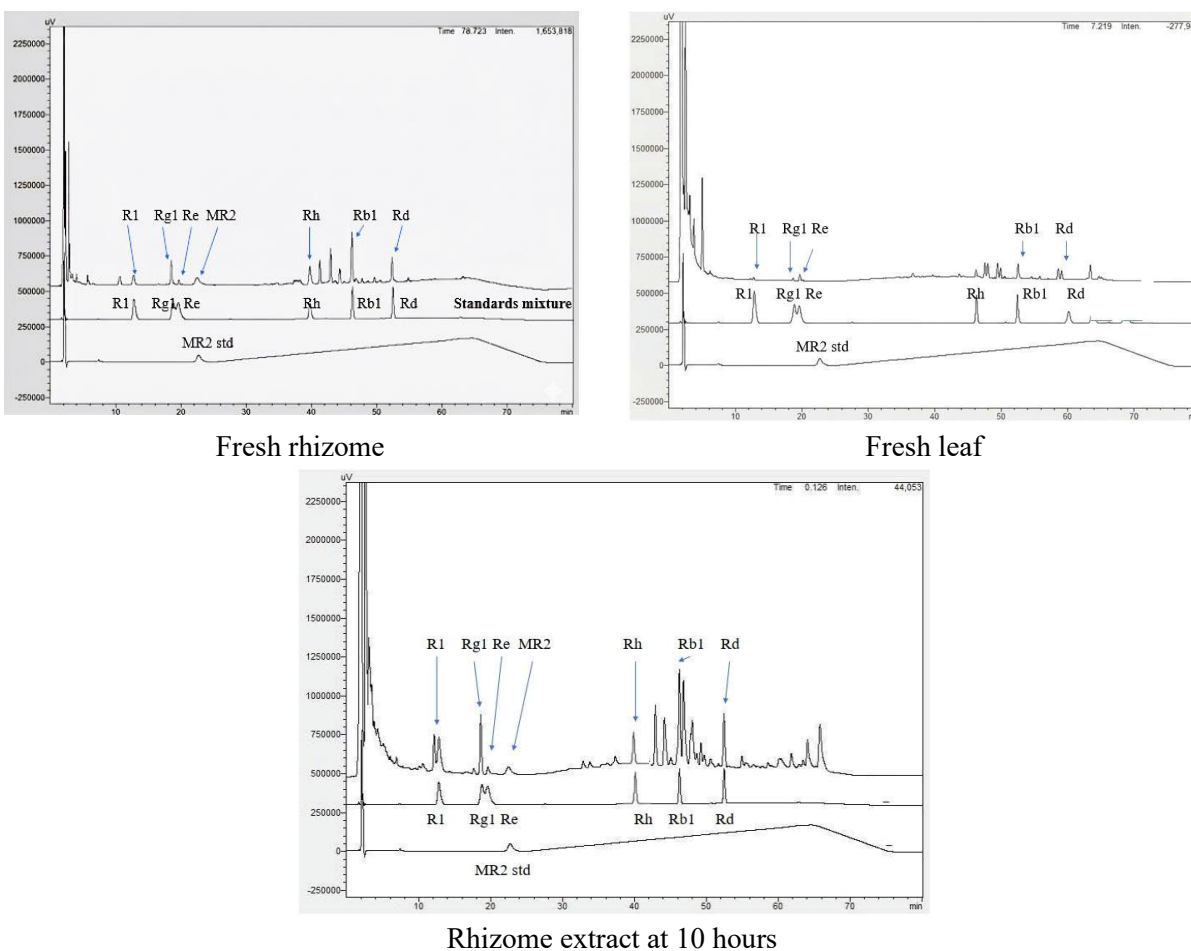 uV
Time 78.723 Inten. 1,653,818
2250000
2000000
1750000
1500000
1250000
1000000
750000
500000
250000
0
-250000
R1 Rg1 Re MR2 Rh Rb1 Rd
R1 Rg1 Re Rh Rb1 Rd Standards mixture
MR2 std
10 20 30 40 50 60 70 min
Fresh rhizome
uV
Time 7.219 Inten. -277,9
2250000
2000000
1750000
1500000
1250000
1000000
750000
500000
250000
0
-250000
R1 Rg1 Re Rb1 Rd
R1 Rg1 Re Rh Rb1 Rd
MR2 std
10 20 30 40 50 60 70
Fresh leaf
uV
Time 0.126 Inten. 44,053
2250000
2000000
1750000
1500000
1250000
1000000
750000
500000
250000
0
-250000
R1 Rg1 Re MR2 Rh Rb1 Rd
R1 Rg1 Re Rh Rb1 Rd
MR2 std
10 20 30 40 50 60 70 min
Rhizome extract at 10 hours